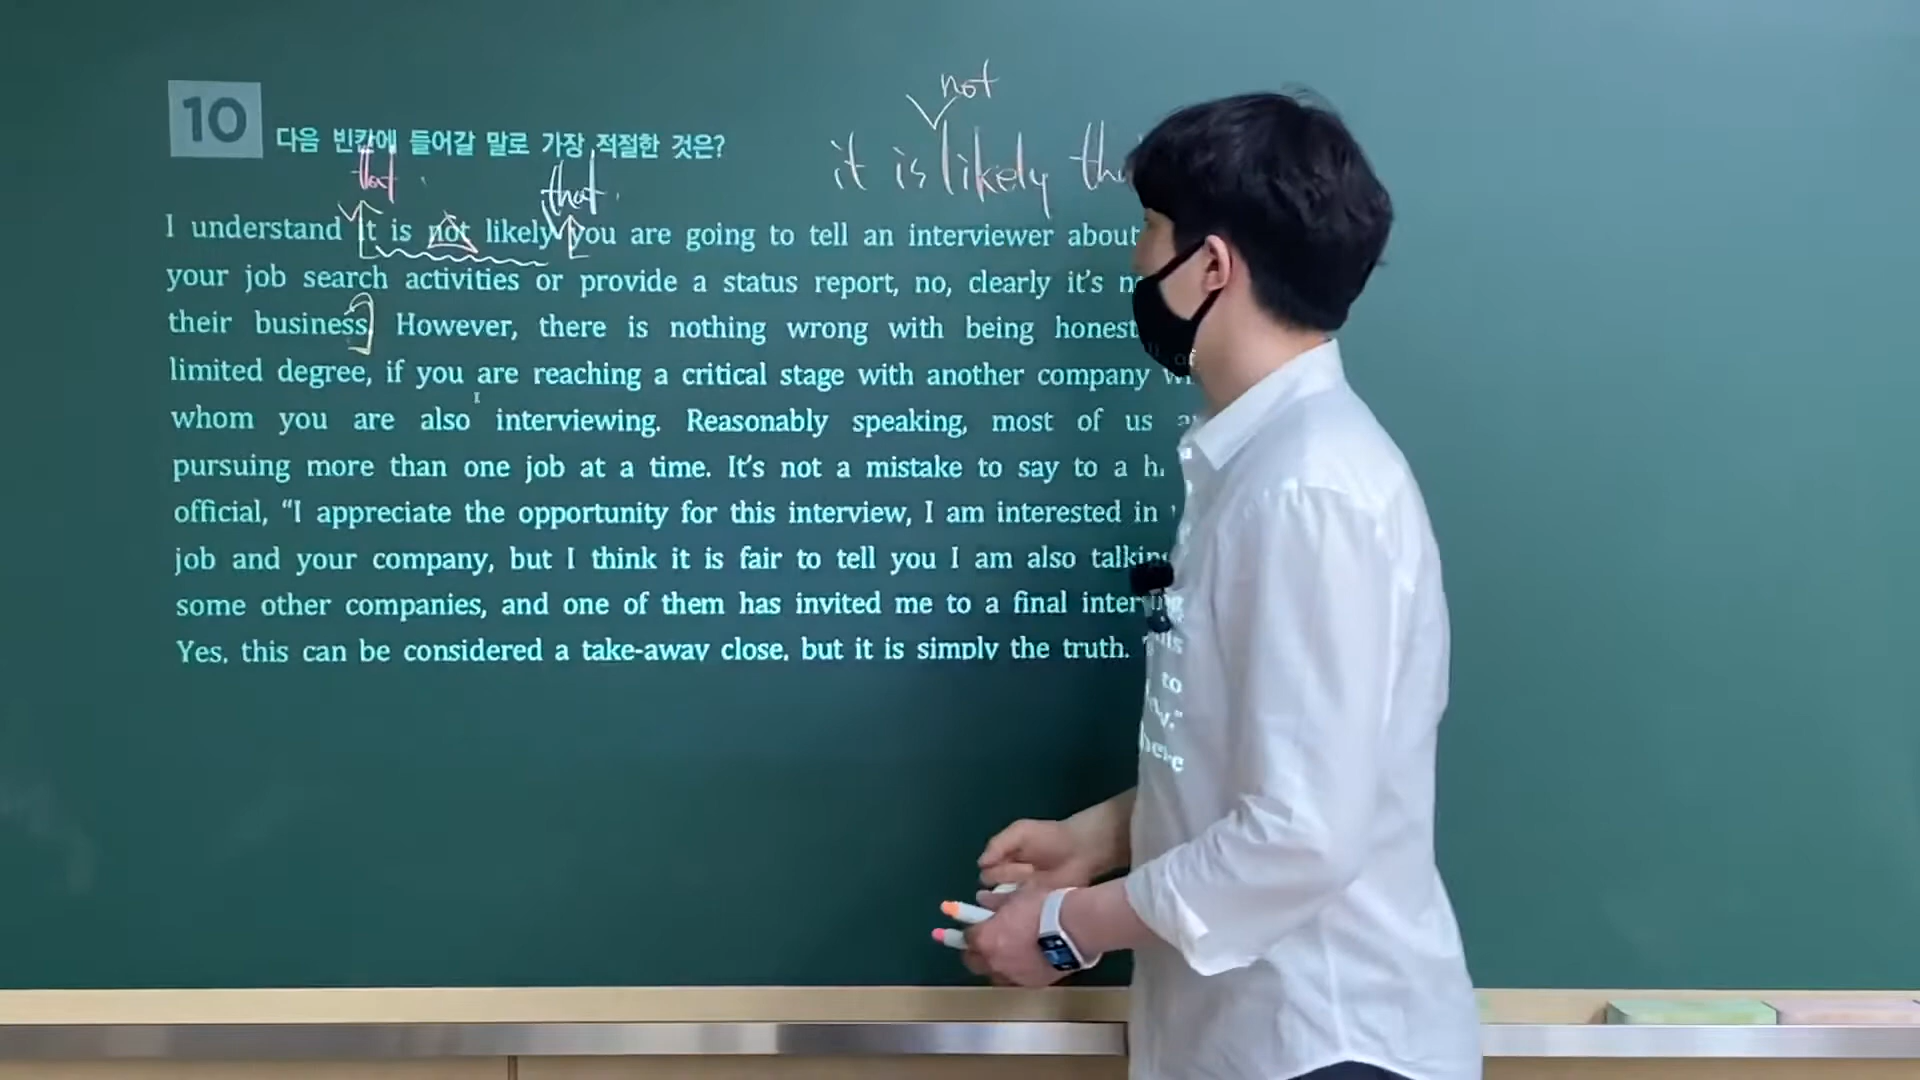 not
it is likely
10 다음 빈칸에 들어갈 말로 가장 적절한 것은?
that
that
I understand it is not likely you are going to tell an interviewer about
your job search activities or provide a status report, no, clearly it's
their business. However, there is nothing wrong with being honest
limited degree, if you are reaching a critical stage with another company
whom you are also interviewing. Reasonably speaking, most of us
pursuing more than one job at a time. It's not a mistake to say to a
official, “I appreciate the opportunity for this interview, I am interested in
job and your company, but I think it is fair to tell you I am also talking
some other companies, and one of them has invited me to a final
Yes, this can be considered a take-away close, but it is simply the truth.
to